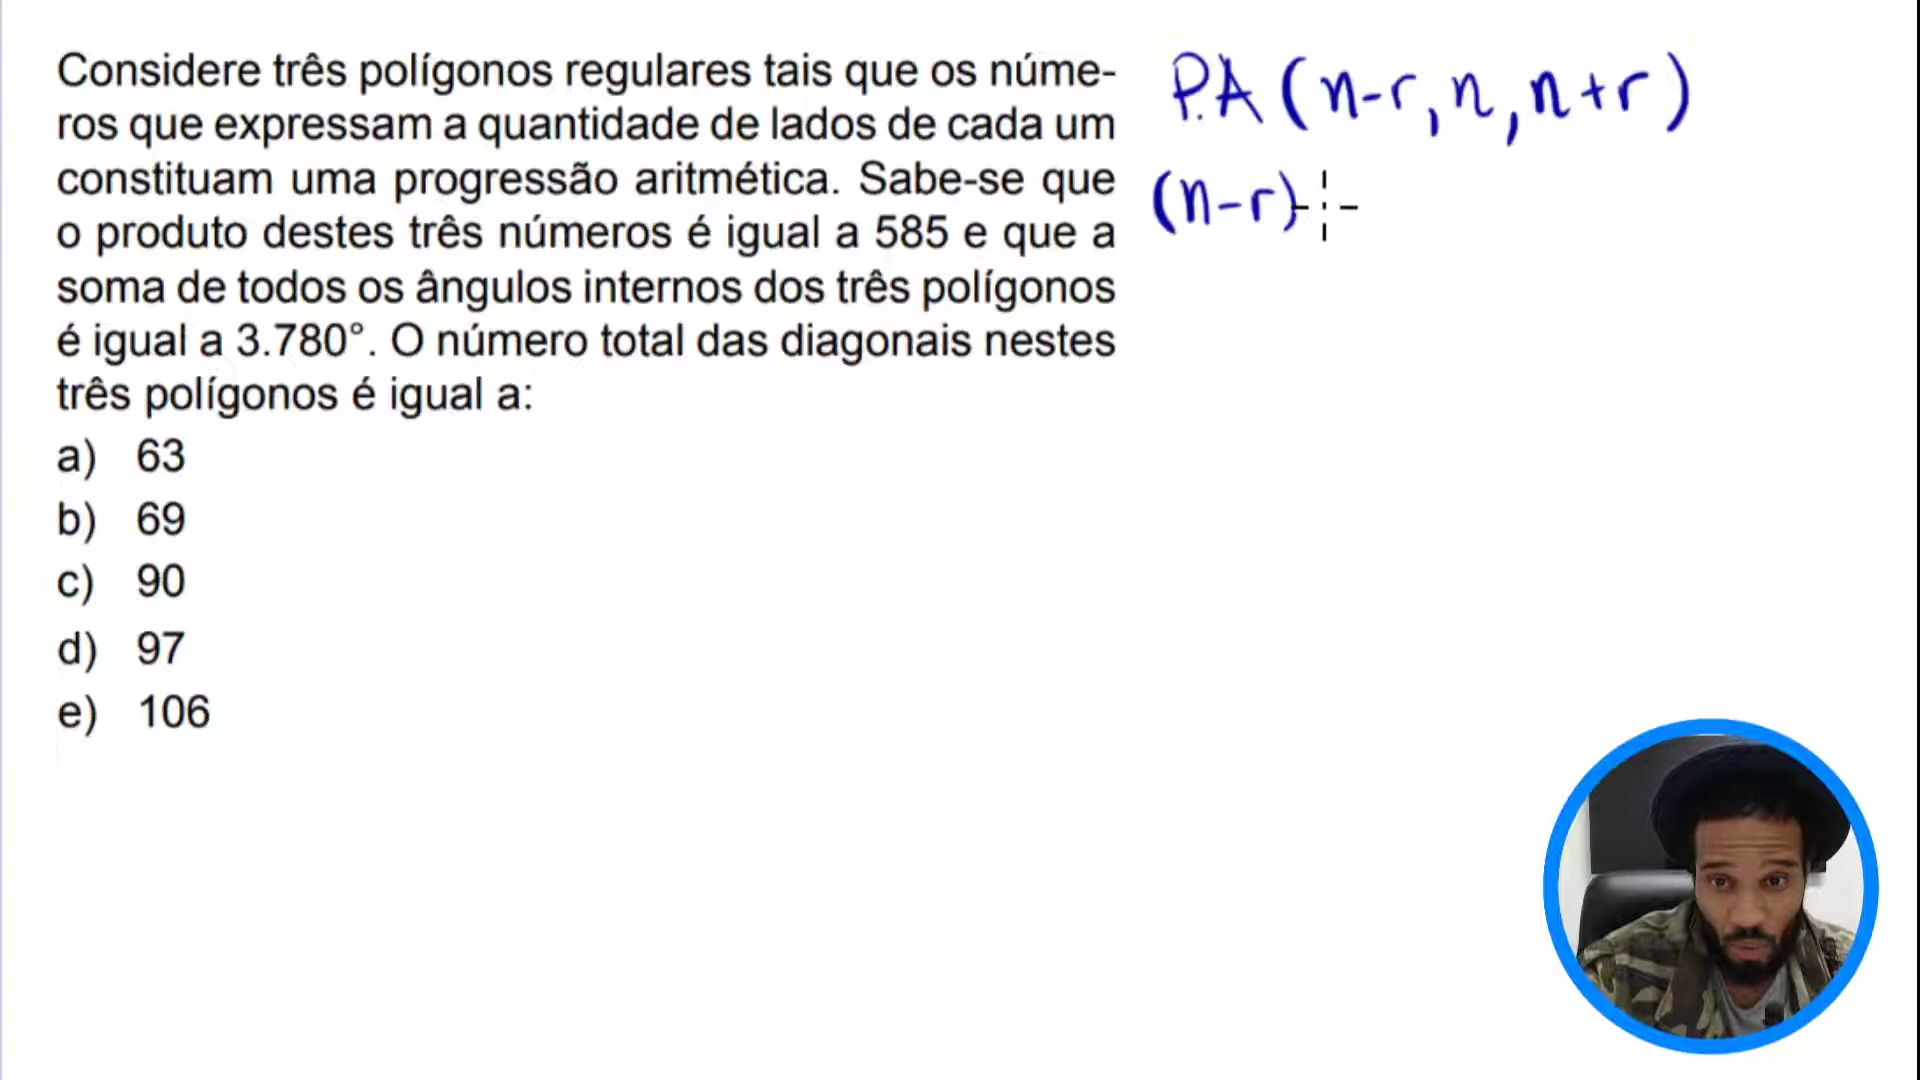 Considere três polígonos regulares tais que os núme-
ros que expressam a quantidade de lados de cada um
constituam uma progressão aritmética. Sabe-se que
o produto destes três números é igual a 585 e que a
soma de todos os ângulos internos dos três polígonos
é igual a 3.780°. O número total das diagonais nestes
três polígonos é igual a:
a) 63
b) 69
c) 90
d) 97
e) 106
P.A (n-r, n, n+r)
(n-r)